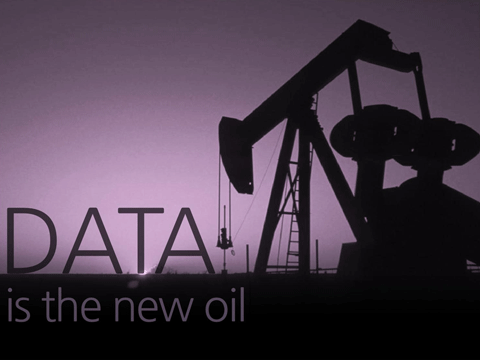 DATA
is the new oil